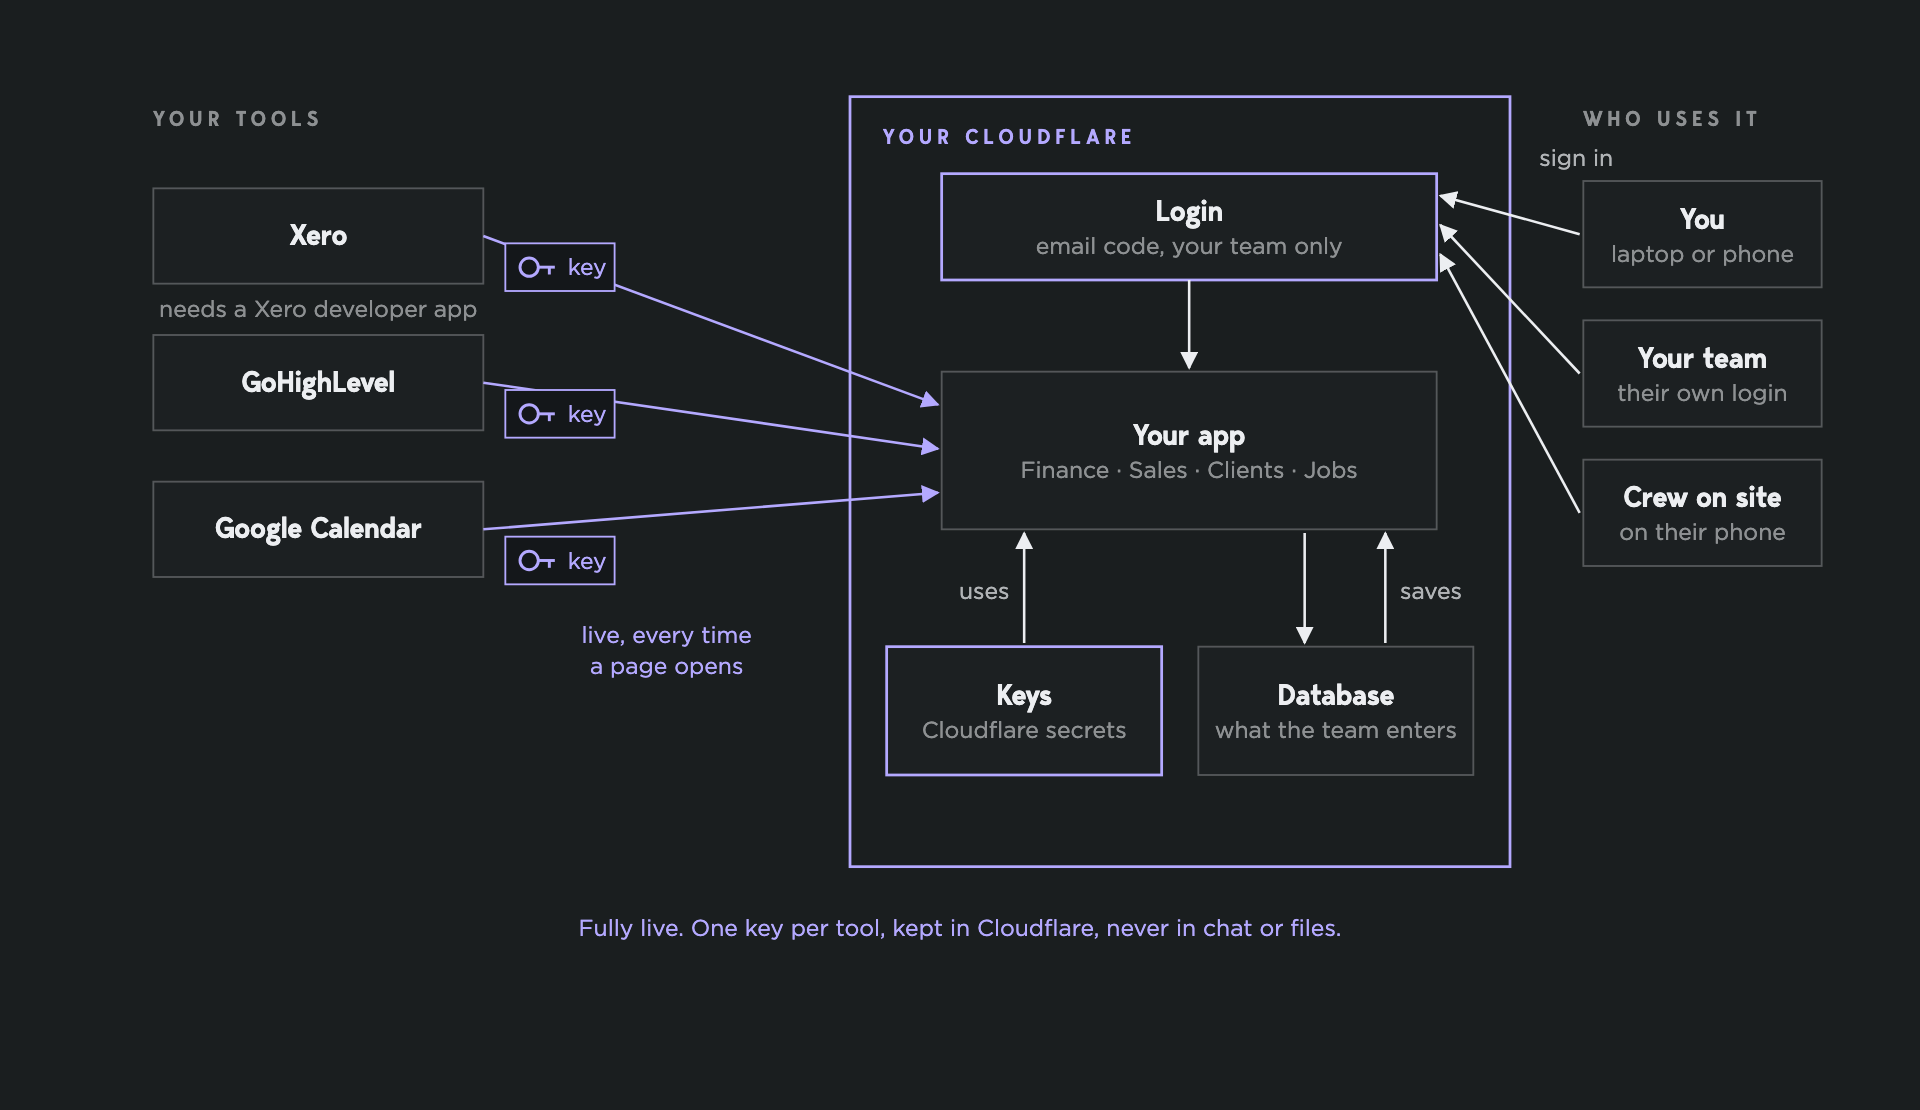 YOUR TOOLS
Xero
key
needs a Xero developer app
GoHighLevel
key
Google Calendar
key
live, every time
a page opens
YOUR CLOUDFLARE
Login
email code, your team only
Your app
Finance · Sales · Clients · Jobs
uses
saves
Keys
Cloudflare secrets
Database
what the team enters
WHO USES IT
sign in
You
laptop or phone
Your team
their own login
Crew on site
on their phone
Fully live. One key per tool, kept in Cloudflare, never in chat or files.